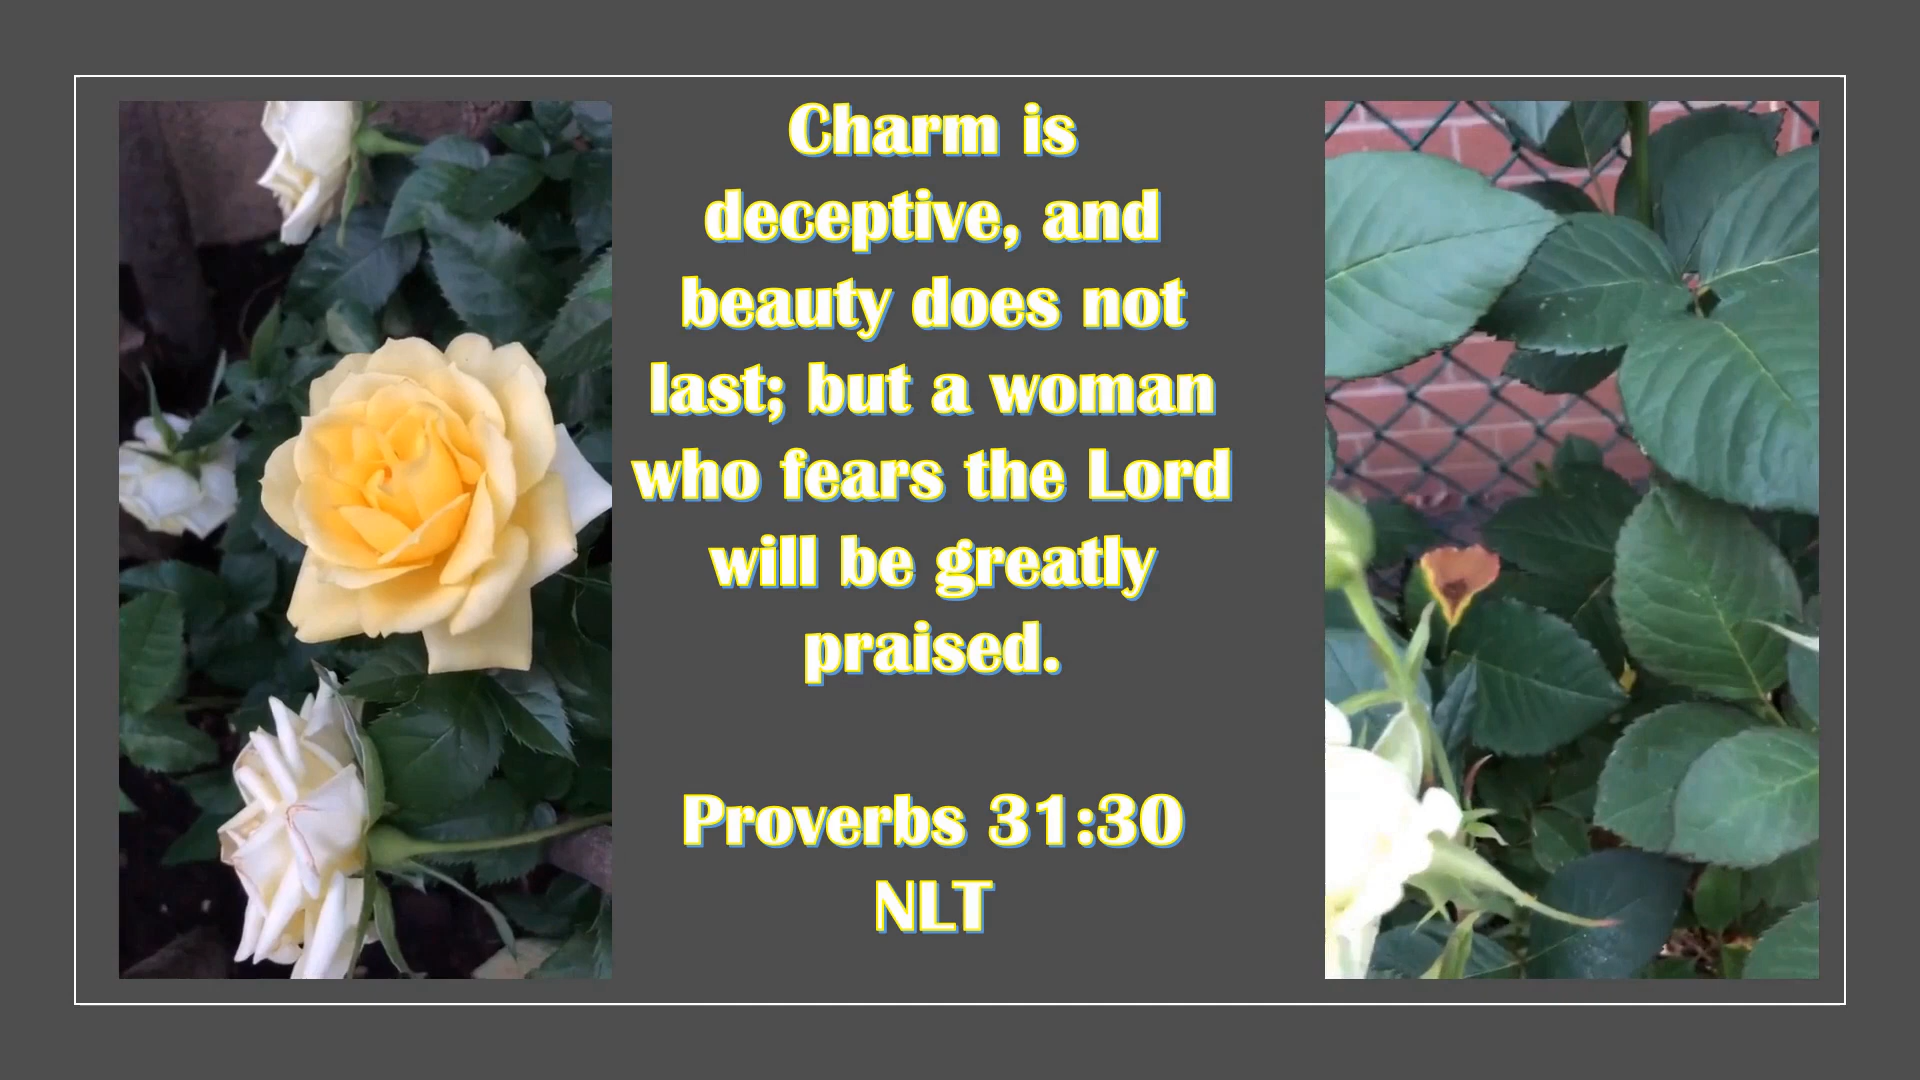 Charm is
deceptive, and
beauty does not
last; but a woman
who fears the Lord
will be greatly
praised.
Proverbs 31:30
NLT